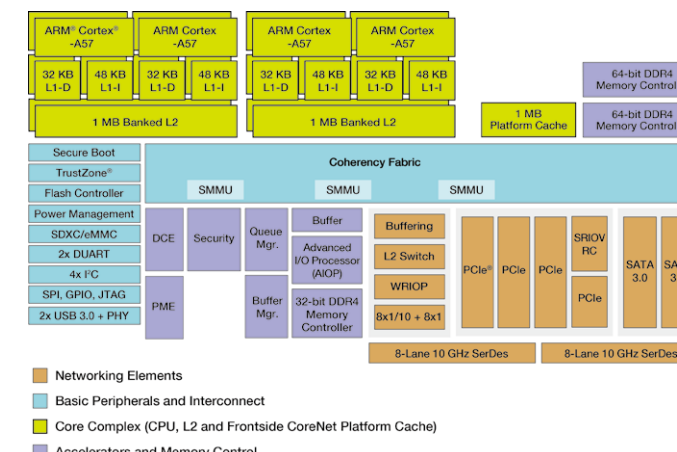 ARM® Cortex®
-A57
ARM Cortex
-A57
ARM Cortex
-A57
ARM Cortex
-A57
32 KB
L1-D
48 KB
L1-I
32 KB
L1-D
48 KB
L1-I
32 KB
L1-D
48 KB
L1-I
32 KB
L1-D
48 KB
L1-I
1 MB Banked L2
1 MB Banked L2
1 MB
Platform Cache
64-bit DDR4
Memory Control
64-bit DDR4
Memory Control
Secure Boot
TrustZone®
Flash Controller
Power Management
SDXC/eMMC
2x DUART
4x I²C
SPI, GPIO, JTAG
2x USB 3.0 + PHY
Coherency Fabric
SMMU
SMMU
SMMU
DCE
PME
Security
Queue
Mgr.
Buffer
Mgr.
Buffer
Advanced
I/O Processor
(AIOP)
32-bit DDR4
Memory
Controller
Buffering
L2 Switch
WRIOP
8x1/10 + 8x1
PCIe®
PCIe
PCIe
SRIOV
RC
PCIe
SATA
3.0
SA
3
8-Lane 10 GHz SerDes
8-Lane 10 GHz SerDes
Networking Elements
Basic Peripherals and Interconnect
Core Complex (CPU, L2 and Frontside CoreNet Platform Cache)
Accelerators and Memory Control